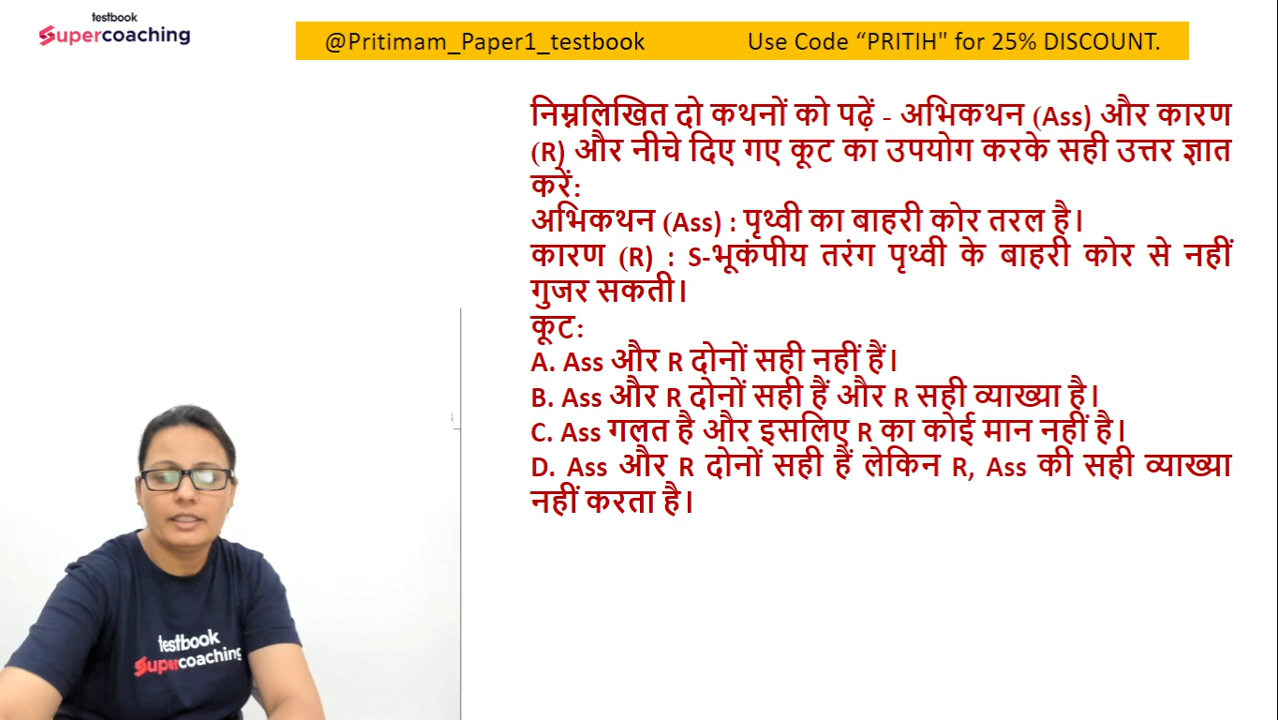 testbook
Supercoaching
@Pritimam_Paper1_testbook Use Code “PRITIH" for 25% DISCOUNT.
निम्नलिखित दो कथनों को पढ़ें - अभिकथन (Ass) और कारण
(R) और नीचे दिए गए कूट का उपयोग करके सही उत्तर ज्ञात
करें:
अभिकथन (Ass) : पृथ्वी का बाहरी कोर तरल है।
कारण (R) : S-भूकंपीय तरंग पृथ्वी के बाहरी कोर से नहीं
गुजर सकती।
कूट:
A. Ass और R दोनों सही नहीं हैं।
B. Ass और R दोनों सही हैं और R सही व्याख्या है।
C. Ass गलत है और इसलिए R का कोई मान नहीं है।
D. Ass और R दोनों सही हैं लेकिन R, Ass की सही व्याख्या
नहीं करता है।
testbook
Supercoaching